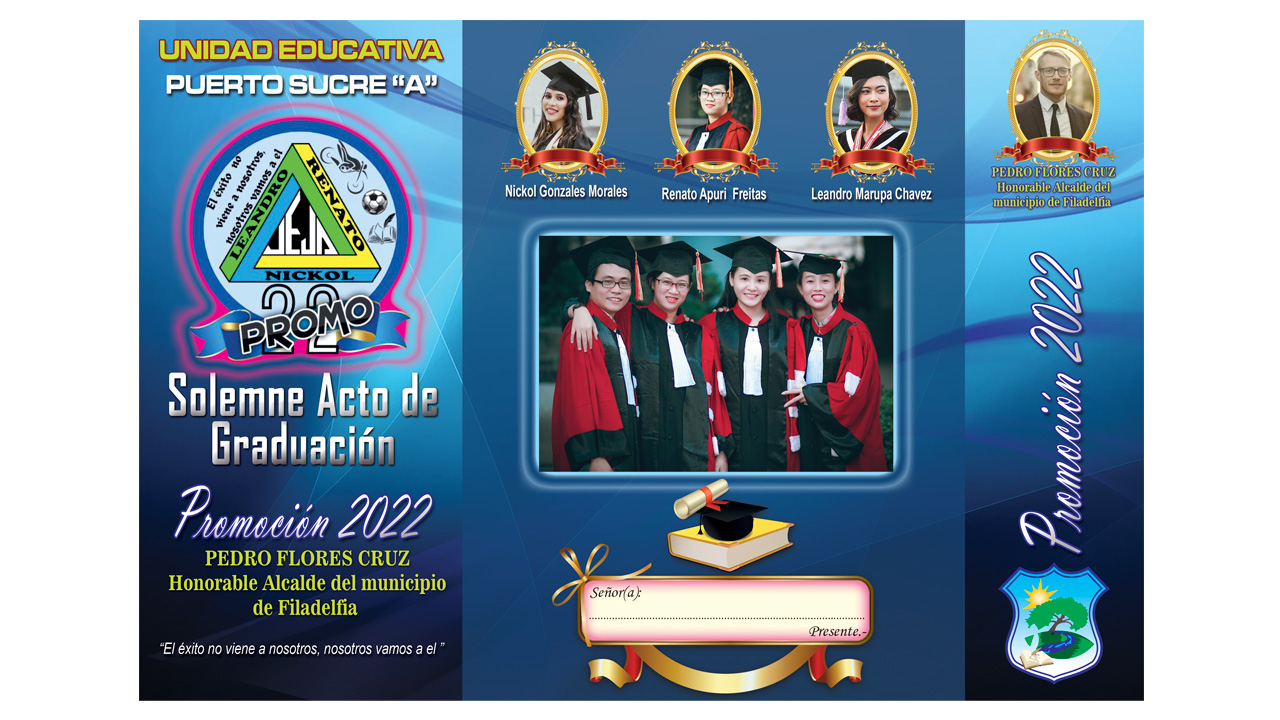 UNIDAD EDUCATIVA
PUERTO SUCRE “A”
El éxito no
viene a nosotros,
nosotros vamos a el
LEANDRO
RENATO
JEJA
NICKOL
22
PROMO
Solemne Acto de
Graduación
Promoción 2022
PEDRO FLORES CRUZ
Honorable Alcalde del municipio
de Filadelfia
“El éxito no viene a nosotros, nosotros vamos a el ”
Nickol Gonzales Morales
Renato Apuri Freitas
Leandro Marupa Chavez
Señor(a):
Presente.-
PEDRO FLORES CRUZ
Honorable Alcalde del
municipio de Filadelfia
Promoción 2022